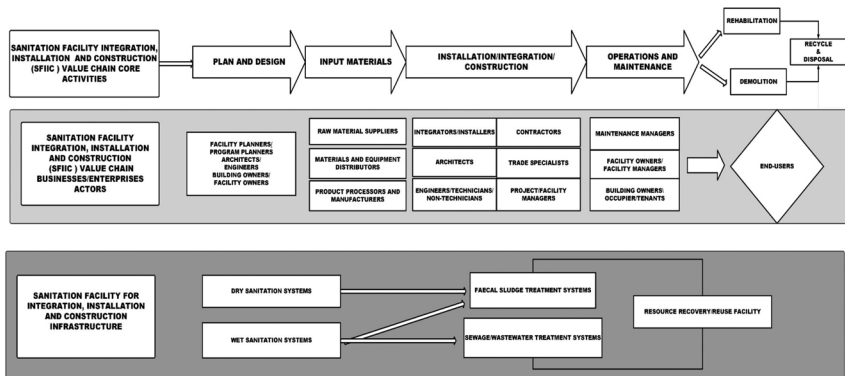 SANITATION FACILITY INTEGRATION,
INSTALLATION AND CONSTRUCTION
(SFIIC ) VALUE CHAIN CORE
ACTIVITIES
PLAN AND DESIGN
INPUT MATERIALS
INSTALLATION/INTEGRATION/
CONSTRUCTION
OPERATIONS AND
MAINTENANCE
REHABILITATION
DEMOLITION
RECYCLE
&
DISPOSAL
SANITATION FACILITY
INTEGRATION, INSTALLATION
AND CONSTRUCTION
(SFIIC ) VALUE CHAIN
BUSINESSES/ENTERPRISES
ACTORS
FACILITY PLANNERS/
PROGRAM PLANNERS
ARCHITECTS/
ENGINEERS
BUILDING OWNERS/
FACILITY OWNERS
RAW MATERIAL SUPPLIERS
MATERIALS AND EQUIPMENT
DISTRIBUTORS
PRODUCT PROCESSORS AND
MANUFACTURERS
INTEGRATORS/INSTALLERS
ARCHITECTS
ENGINEERS/TECHNICIANS/
NON-TECHNICIANS
CONTRACTORS
TRADE SPECIALISTS
PROJECT/FACILITY
MANAGERS
MAINTENANCE MANAGERS
FACILITY OWNERS/
FACILITY MANAGERS
BUILDING OWNERS\
OCCUPIER/TENANTS
END-USERS
SANITATION FACILITY FOR
INTEGRATION, INSTALLATION
AND CONSTRUCTION
INFRASTRUCTURE
DRY SANITATION SYSTEMS
WET SANITATION SYSTEMS
FAECAL SLUDGE TREATMENT SYSTEMS
SEWAGE/WASTEWATER TREATMENT SYSTEMS
RESOURCE RECOVERY/REUSE FACILITY